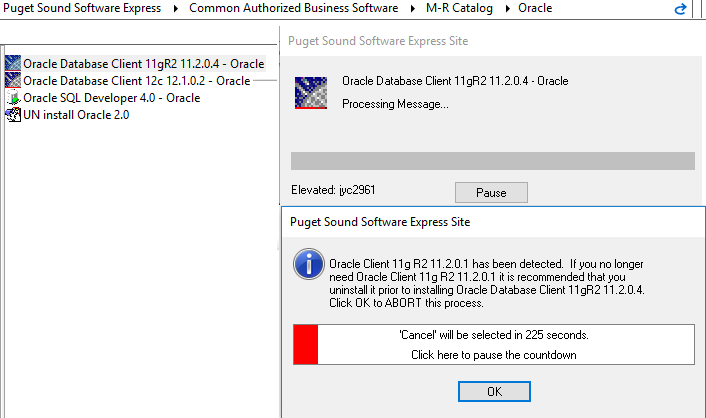 Puget Sound Software Express ▸ Common Authorized Business Software ▸ M-R Catalog ▸ Oracle
Oracle Database Client 11gR2 11.2.0.4 - Oracle
Oracle Database Client 12c 12.1.0.2 - Oracle
Oracle SQL Developer 4.0 - Oracle
UN install Oracle 2.0
Puget Sound Software Express Site
Oracle Database Client 11gR2 11.2.0.4 - Oracle
Processing Message...
Elevated: jyc2961
Pause
Puget Sound Software Express Site
Oracle Client 11g R2 11.2.0.1 has been detected.  If you no longer
need Oracle Client 11g R2 11.2.0.1 it is recommended that you
uninstall it prior to installing Oracle Database Client 11gR2 11.2.0.4.
Click OK to ABORT this process.
'Cancel' will be selected in 225 seconds.
Click here to pause the countdown
OK